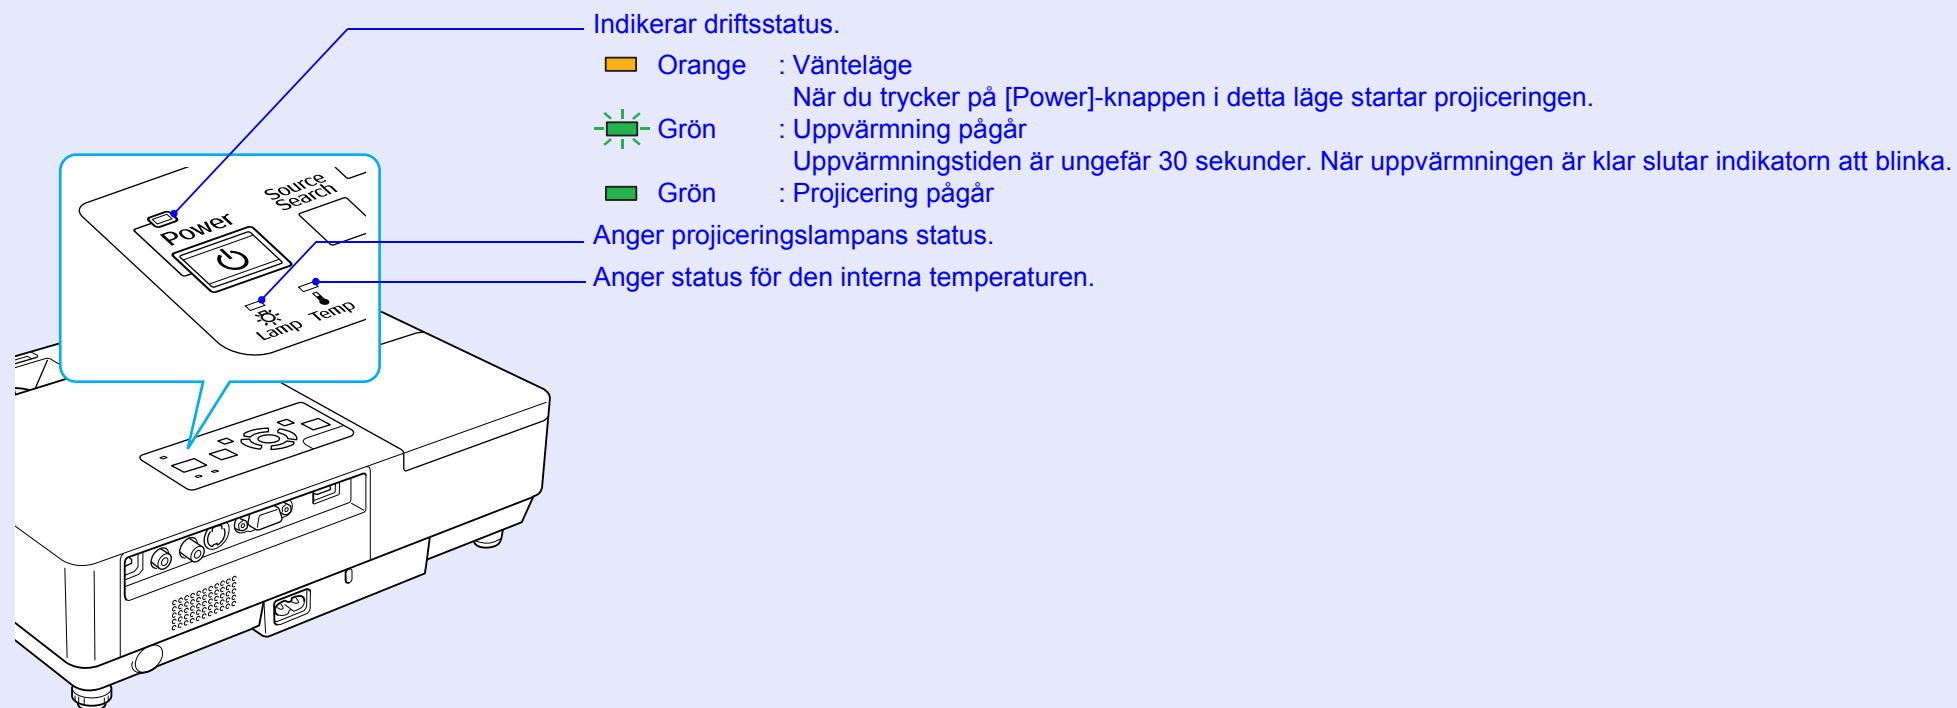 Indikerar driftsstatus.
Orange : Vänteläge
När du trycker på [Power]-knappen i detta läge startar projiceringen.
Grön : Uppvärmning pågår
Uppvärmningstiden är ungefär 30 sekunder. När uppvärmningen är klar slutar indikatorn att blinka.
Grön : Projicering pågår
Anger projiceringslampans status.
Anger status för den interna temperaturen.
Source
Search
Power
Lamp Temp